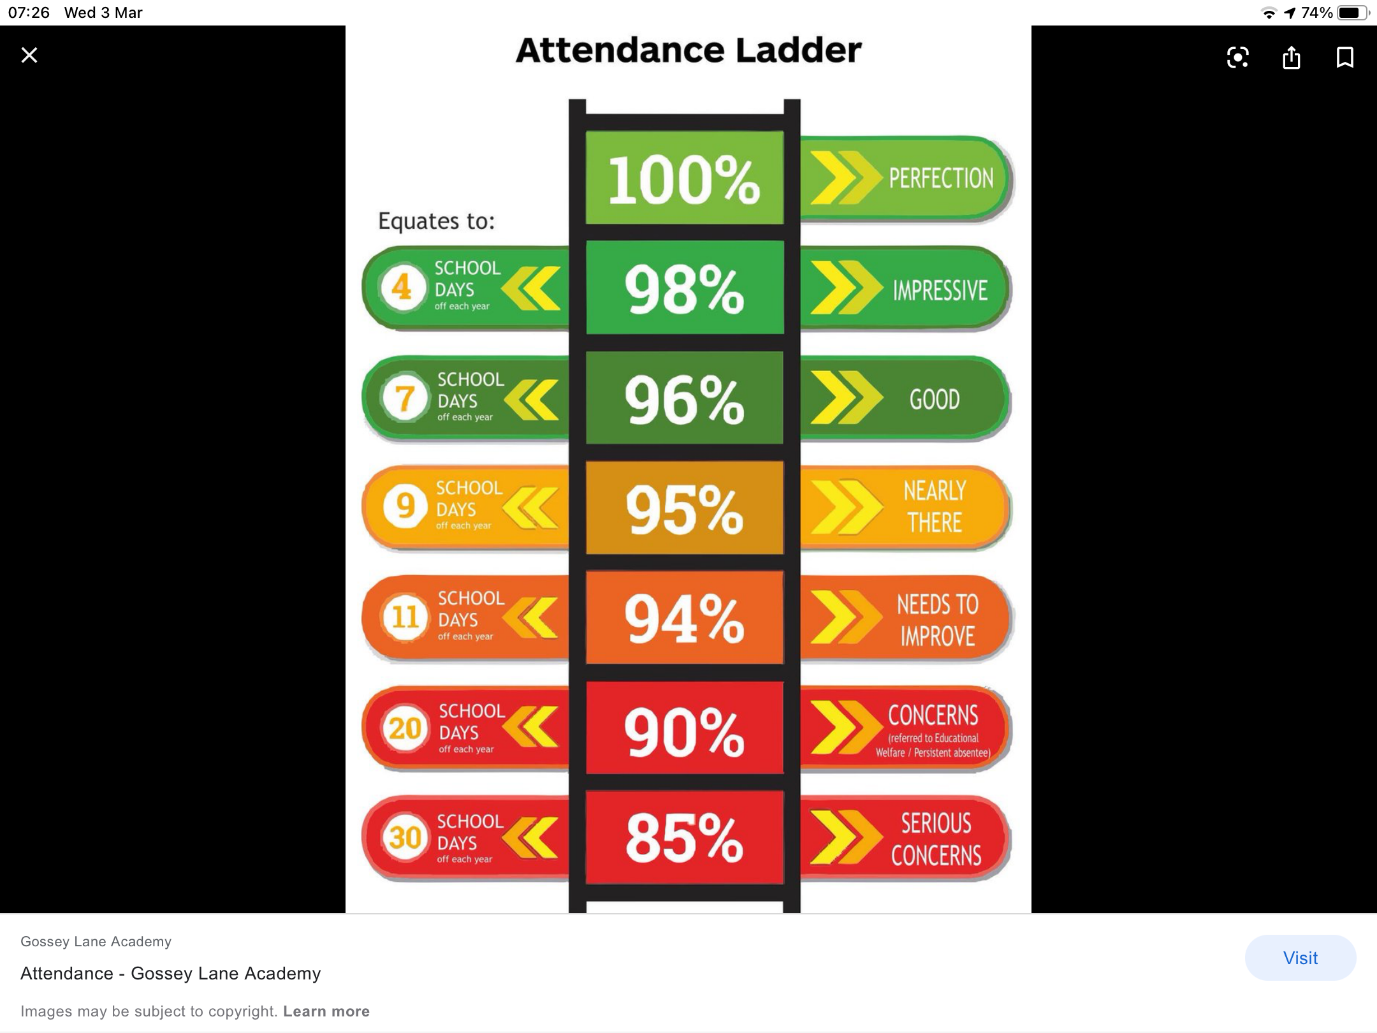 07:26 Wed 3 Mar
74%
Attendance Ladder
100%
PERFECTION
Equates to:
4
SCHOOL
DAYS
off each year
98%
IMPRESSIVE
7
SCHOOL
DAYS
off each year
96%
GOOD
9
SCHOOL
DAYS
off each year
95%
NEARLY
THERE
11
SCHOOL
DAYS
off each year
94%
NEEDS TO
IMPROVE
20
SCHOOL
DAYS
off each year
90%
CONCERNS
(referred to Educational
Welfare / Persistent absentee)
30
SCHOOL
DAYS
off each year
85%
SERIOUS
CONCERNS
Gossey Lane Academy
Attendance - Gossey Lane Academy
Visit
Images may be subject to copyright. Learn more